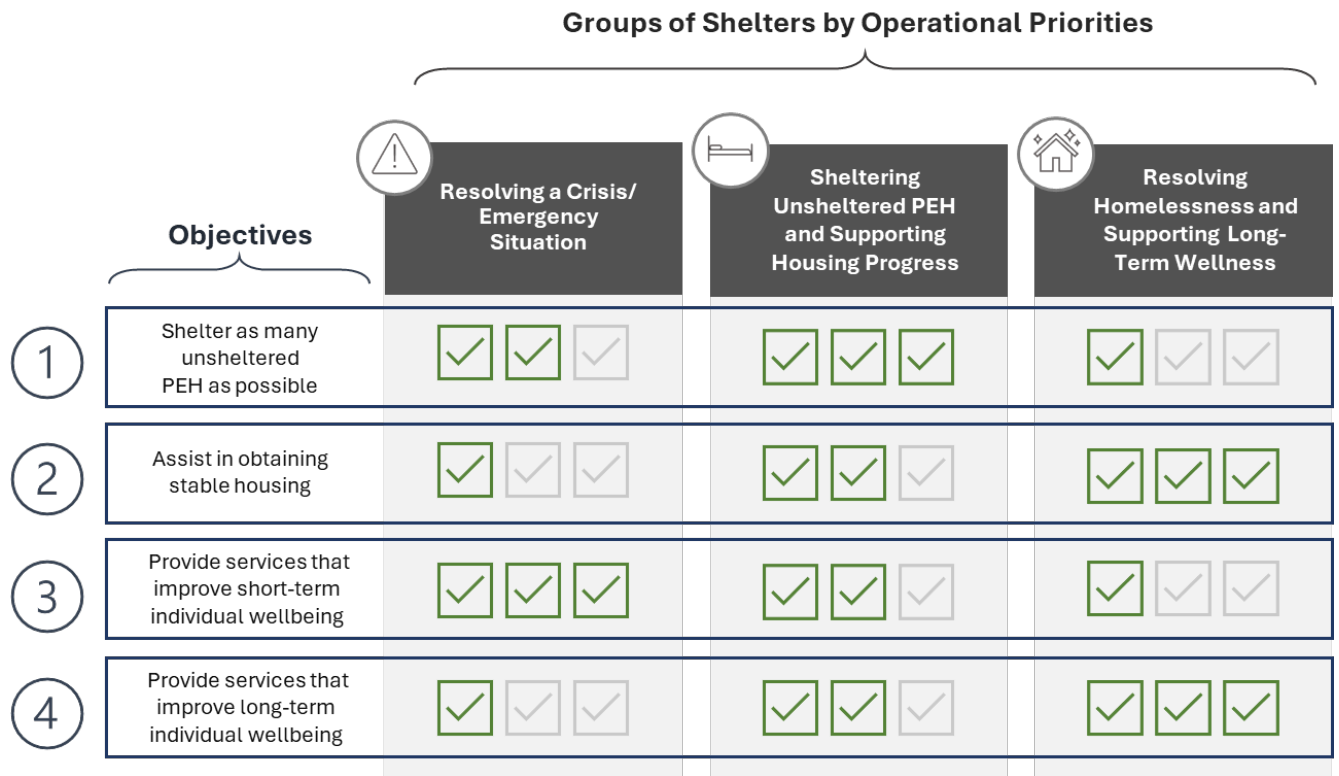 Groups of Shelters by Operational Priorities
Objectives
Resolving a Crisis/
Emergency
Situation
Sheltering
Unsheltered PEH
and Supporting
Housing Progress
Resolving
Homelessness and
Supporting Long-
Term Wellness
1
Shelter as many
unsheltered
PEH as possible
2
Assist in obtaining
stable housing
3
Provide services that
improve short-term
individual wellbeing
4
Provide services that
improve long-term
individual wellbeing